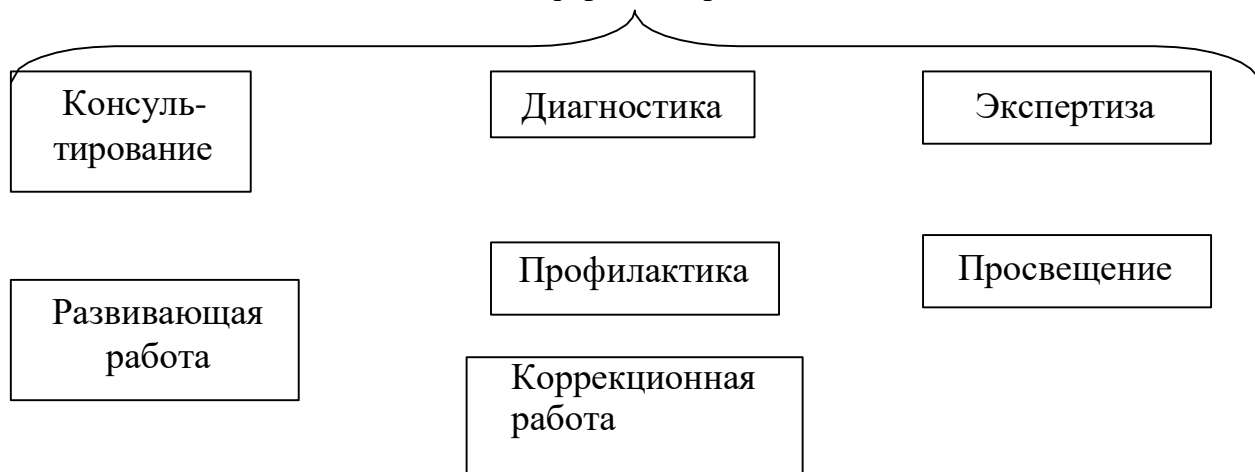 Консуль-
тирование
Диагностика
Экспертиза
Профилактика
Просвещение
Развивающая
работа
Коррекционная
работа